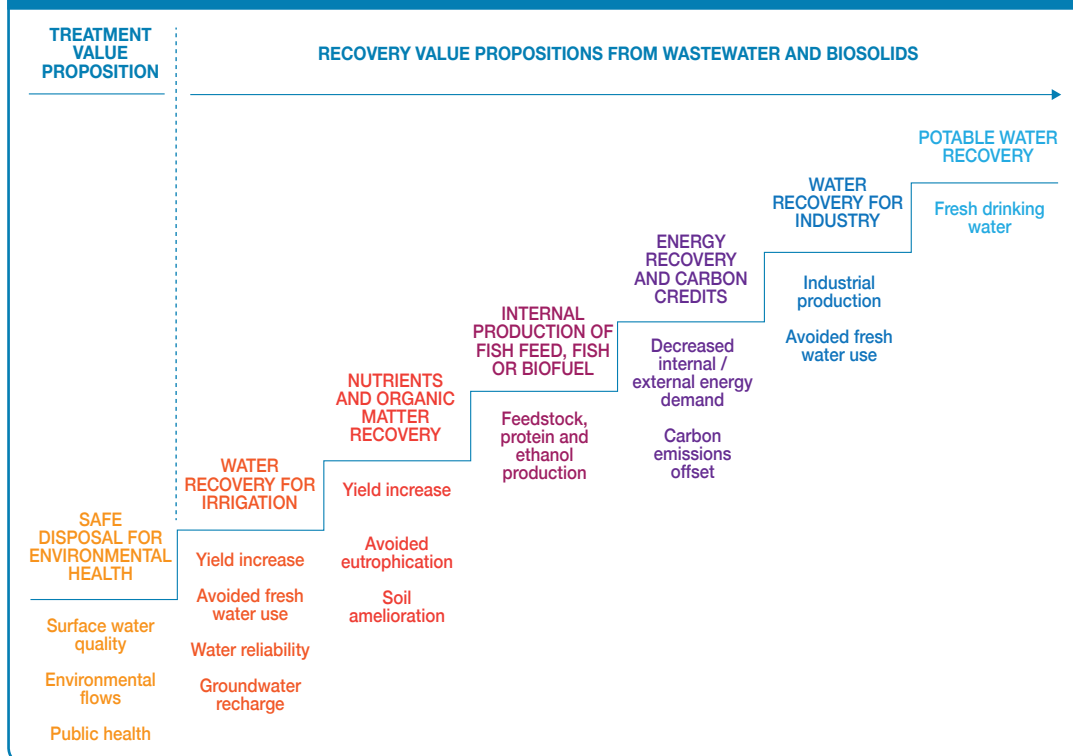 TREATMENT
VALUE
PROPOSITION
RECOVERY VALUE PROPOSITIONS FROM WASTEWATER AND BIOSOLIDS
SAFE
DISPOSAL FOR
ENVIRONMENTAL
HEALTH
Surface water
quality
Environmental
flows
Public health
WATER
RECOVERY FOR
IRRIGATION
Yield increase
Avoided fresh
water use
Water reliability
Groundwater
recharge
NUTRIENTS
AND ORGANIC
MATTER
RECOVERY
Yield increase
Avoided
eutrophication
Soil
amelioration
INTERNAL
PRODUCTION OF
FISH FEED, FISH
OR BIOFUEL
Feedstock,
protein and
ethanol
production
ENERGY
RECOVERY
AND CARBON
CREDITS
Decreased
internal /
external energy
demand
Carbon
emissions
offset
WATER
RECOVERY FOR
INDUSTRY
Industrial
production
Avoided fresh
water use
POTABLE WATER
RECOVERY
Fresh drinking
water